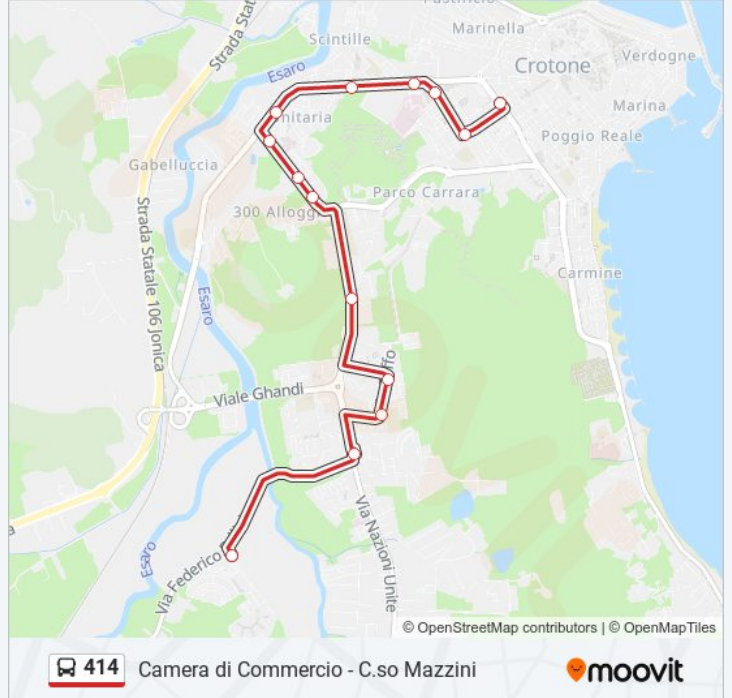 Strada Stat
Scintille
Marinella
Crotone
Verdogne
Esaro
Marina
Poggio Reale
Gabelluccia
Parco Carrara
300 Alloggi
Strada Statale 106 Jonica
Carmine
Esaro
Viale Ghandi
Via Nazioni Unite
Esaro
Via Federico
© OpenStreetMap contributors | © OpenMapTiles
414 Camera di Commercio - C.so Mazzini moovit